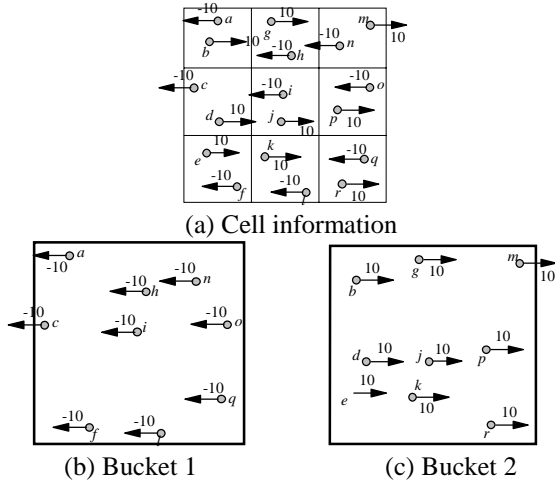 -10 a g 10 m
b 10 -10 h -10 n 10
c -10 -10 i -10 o
d 10 j 10 p 10
e 10 k 10 -10 q
-10 f -10 r 10
(a) Cell information
a -10
-10 h -10 n
c -10 -10 i -10 o
-10 q
-10 f -10
(b) Bucket 1
g 10 m 10
b 10
d 10 j 10 p 10
e 10 k 10
r 10
(c) Bucket 2